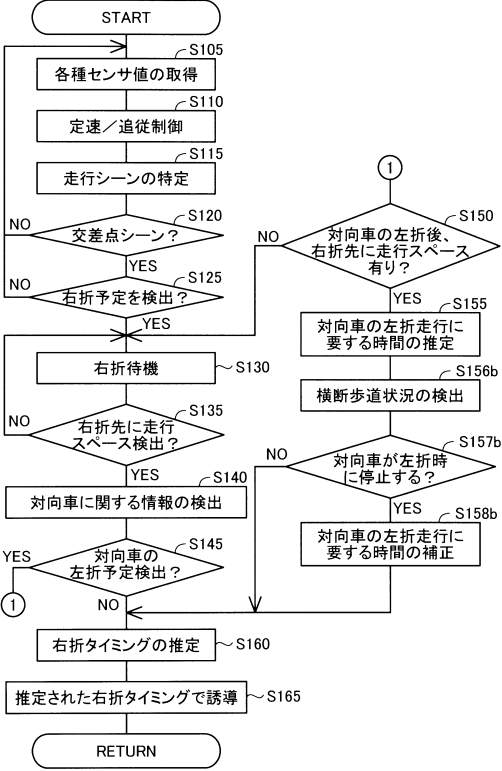 START
S105
各種センサ値の取得
S110
定速／追従制御
S115
走行シーンの特定
S120
交差点シーン？
NO
YES
S125
右折予定を検出？
NO
YES
右折待機
S130
S135
右折先に走行
スペース検出？
NO
YES
S140
対向車に関する情報の検出
S145
対向車の
左折予定検出？
YES
1
NO
右折タイミングの推定
S160
推定された右折タイミングで誘導
S165
RETURN
1
S150
対向車の左折後、
右折先に走行スペース
有り？
NO
YES
S155
対向車の左折走行に
要する時間の推定
S156b
横断歩道状況の検出
S157b
対向車が左折時
に停止する？
NO
YES
S158b
対向車の左折走行に
要する時間の補正